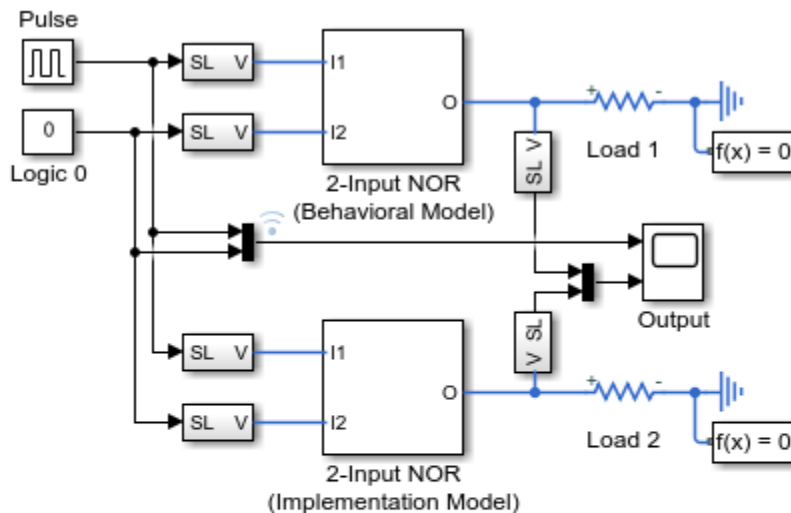 Pulse
SL V
I1
0
SL V
I2
O
Logic 0
2-Input NOR
(Behavioral Model)
+ -
Load 1
f(x) = 0
SL V
Output
SL V
I1
SL V
I2
O
V SL
2-Input NOR
(Implementation Model)
+ -
Load 2
f(x) = 0